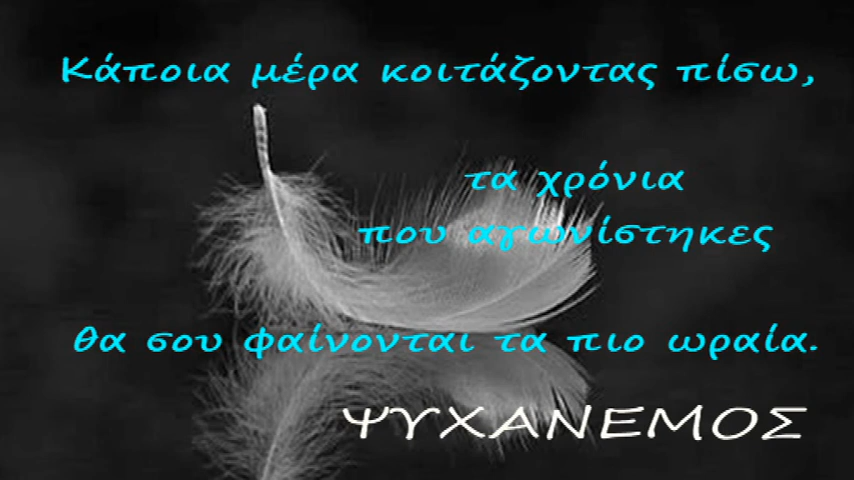 Κάποια μέρα κοιτάζοντας πίσω,
τα χρόνια
που αγωνίστηκες
θα σου φαίνονται τα πιο ωραία.
ΨΥΧΑΝΕΜΟΣ